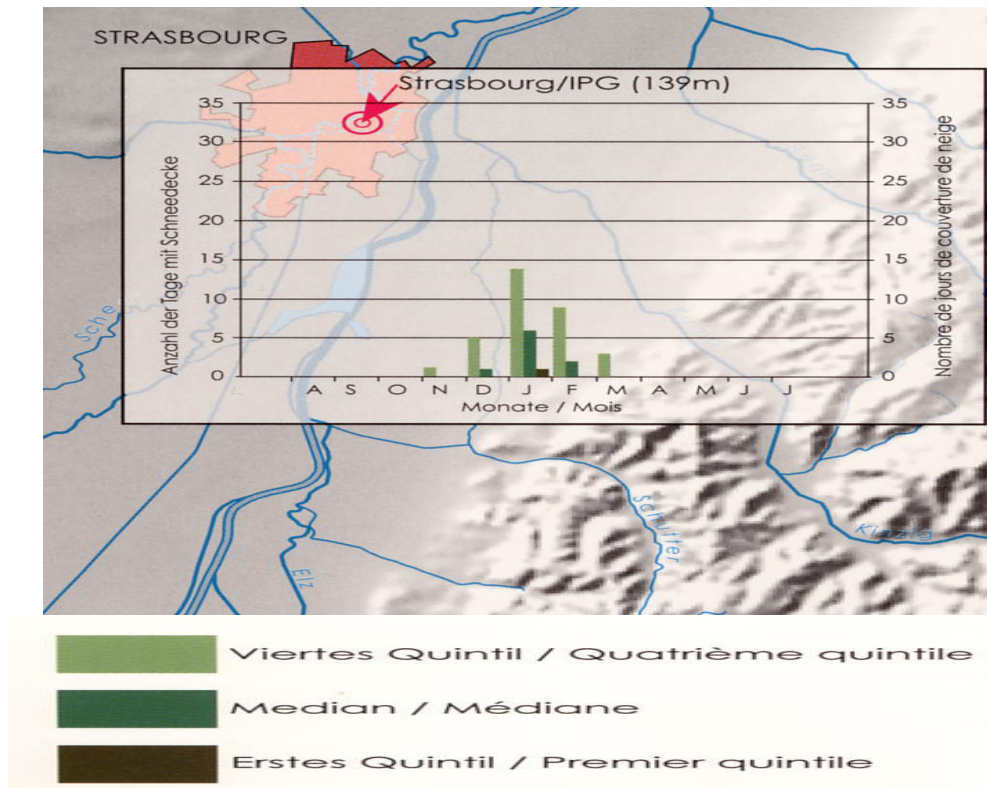 STRASBOURG
Strasbourg/IPG (139m)
Anzahl der Tage mit Schneedecke
35
30
25
20
15
10
5
0
35
30
25
20
15
10
5
0
Nombre de jours de couverture de neige
A S O N D J F M A M J J
Monate / Mois
Schutter
Kinzig
Elz
Viertes Quintil / Quatrième quintile
Median / Médiane
Erstes Quintil / Premier quintile